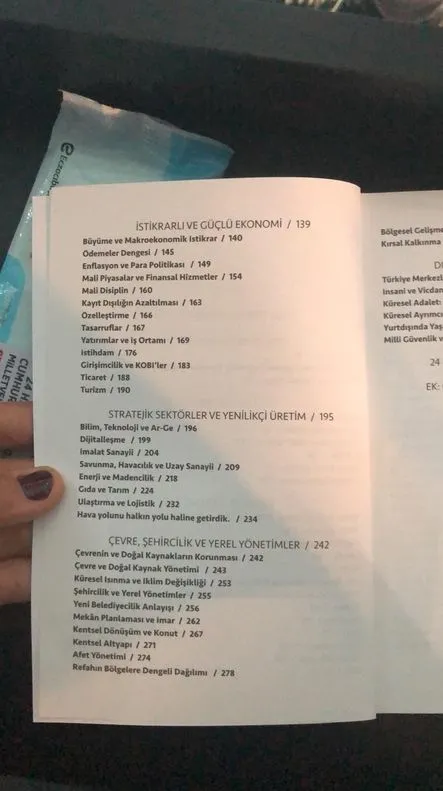 Eczacıb
CUMHUR
MİLLETVE
İSTİKRARLI VE GÜÇLÜ EKONOMİ / 139
Büyüme ve Makroekonomik İstikrar / 140
Ödemeler Dengesi / 145
Enflasyon ve Para Politikası / 149
Mali Piyasalar ve Finansal Hizmetler / 154
Mali Disiplin / 160
Kayıt Dışılığın Azaltılması / 163
Özelleştirme / 166
Tasarruflar / 167
Yatırımlar ve İş Ortamı / 169
İstihdam / 176
Girişimcilik ve KOBİ'ler / 183
Ticaret / 188
Turizm / 190
STRATEJİK SEKTÖRLER VE YENİLİKÇİ ÜRETİM / 195
Bilim, Teknoloji ve Ar-Ge / 196
Dijitalleşme / 199
İmalat Sanayii / 204
Savunma, Havacılık ve Uzay Sanayii / 209
Enerji ve Madencilik / 218
Gıda ve Tarım / 224
Ulaştırma ve Lojistik / 232
Hava yolunu halkın yolu haline getirdik. / 234
ÇEVRE, ŞEHİRCİLİK VE YEREL YÖNETİMLER / 242
Çevrenin ve Doğal Kaynakların Korunması / 242
Çevre ve Doğal Kaynak Yönetimi / 243
Küresel Isınma ve İklim Değişikliği / 253
Şehircilik ve Yerel Yönetimler / 255
Yeni Belediyecilik Anlayışı / 256
Mekân Planlaması ve İmar / 262
Kentsel Dönüşüm ve Konut / 267
Kentsel Altyapı / 271
Afet Yönetimi / 274
Refahın Bölgelere Dengeli Dağılımı / 278
Bölgesel Gelişme
Kırsal Kalkınma
Türkiye Merkezl
İnsani ve Vicdan
Küresel Adalet:
Küresel Ayrımcı
Yurtdışında Yaş
Milli Güvenlik v
24
EK: